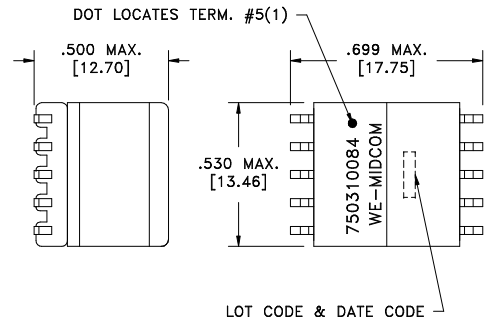 DOT LOCATES TERM. #5(1)
.500 MAX.
[12.70]
.699 MAX.
[17.75]
.530 MAX.
[13.46]
750310084
WE-MIDCOM
LOT CODE & DATE CODE